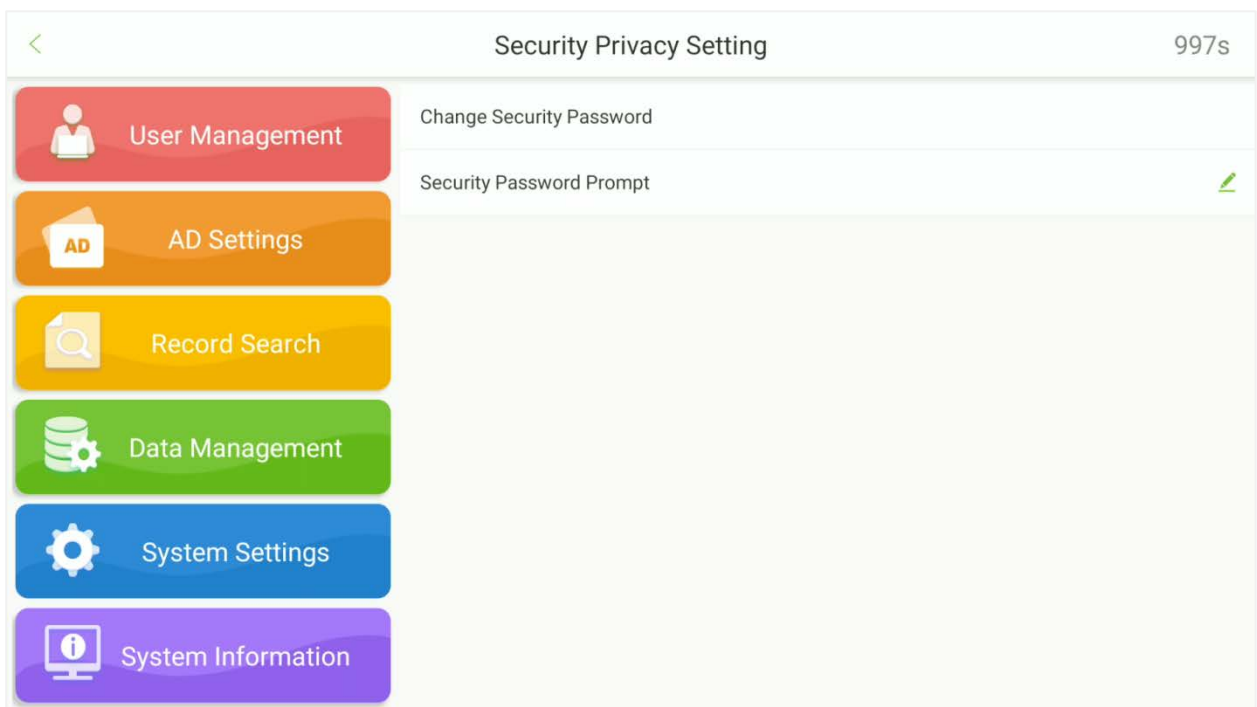 Security Privacy Setting
997s
User Management
AD
AD Settings
Record Search
Data Management
System Settings
System Information
Change Security Password
Security Password Prompt